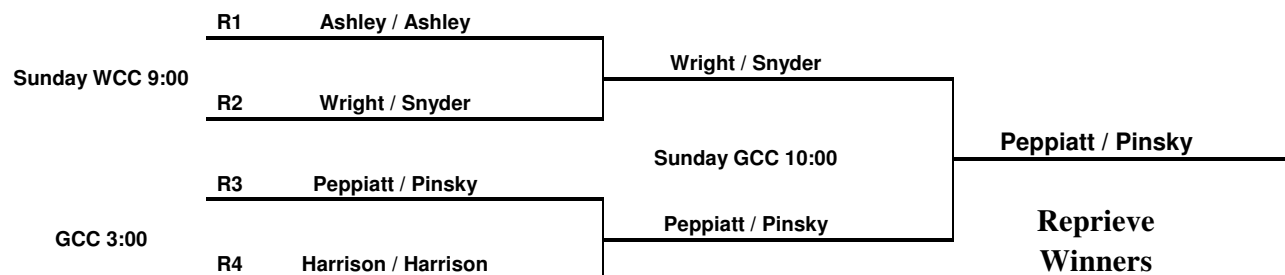 R1 Ashley / Ashley
Wright / Snyder
Sunday WCC 9:00
R2 Wright / Snyder
Peppiatt / Pinsky
Sunday GCC 10:00
R3 Peppiatt / Pinsky
Peppiatt / Pinsky
Reprieve
GCC 3:00
Winners
R4 Harrison / Harrison